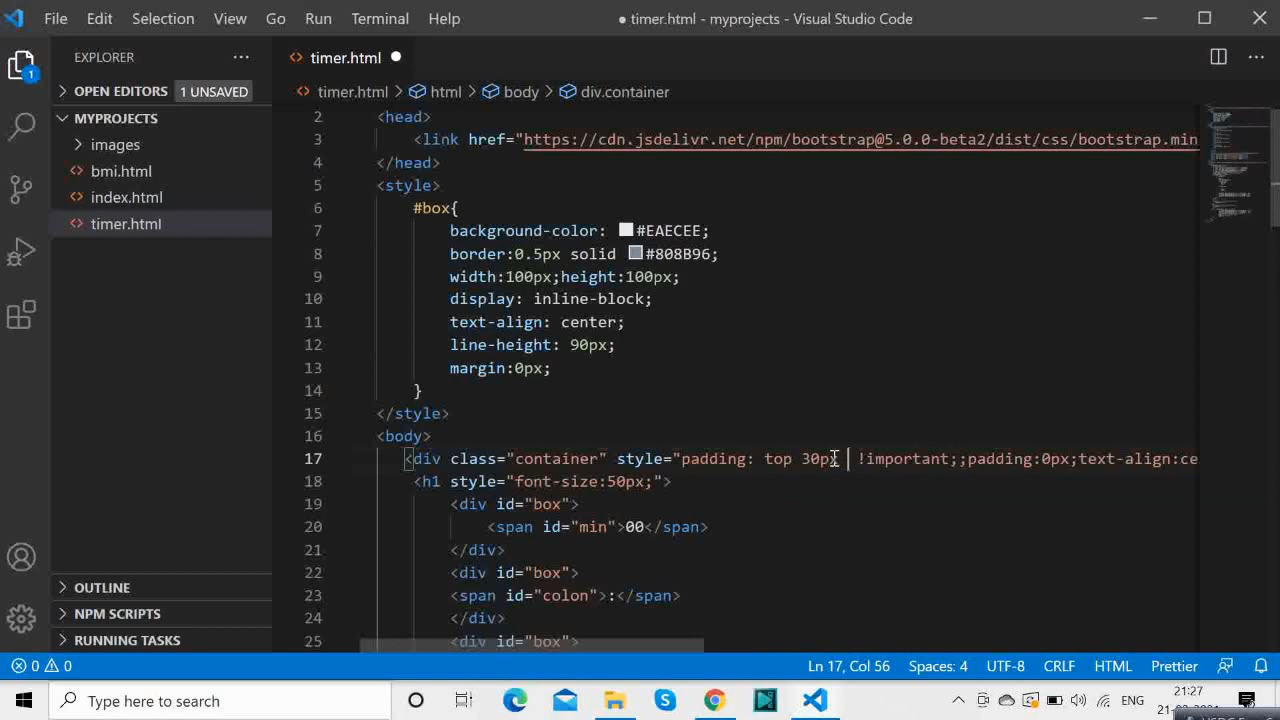 File Edit Selection View Go Run Terminal Help ● timer.html - myprojects - Visual Studio Code
EXPLORER
OPEN EDITORS 1 UNSAVED
MYPROJECTS
images
bmi.html
index.html
timer.html
OUTLINE
NPM SCRIPTS
RUNNING TASKS
1
timer.html
timer.html > html > body > div.container
2 <head>
3 <link href="https://cdn.jsdelivr.net/npm/bootstrap@5.0.0-beta2/dist/css/bootstrap.min
4 </head>
5 <style>
6 #box{
7 background-color: #EAECEE;
8 border:0.5px solid #808B96;
9 width:100px;height:100px;
10 display: inline-block;
11 text-align: center;
12 line-height: 90px;
13 margin:0px;
14 }
15 </style>
16 <body>
17 <div class="container" style="padding: top 30px  !important;;padding:0px;text-align:ce
18 <h1 style="font-size:50px;">
19 <div id="box">
20 <span id="min">00</span>
21 </div>
22 <div id="box">
23 <span id="colon">:</span>
24 </div>
25 <div id="box">
0 0 Ln 17, Col 56 Spaces: 4 UTF-8 CRLF HTML Prettier
Type here to search
ENG
21:27